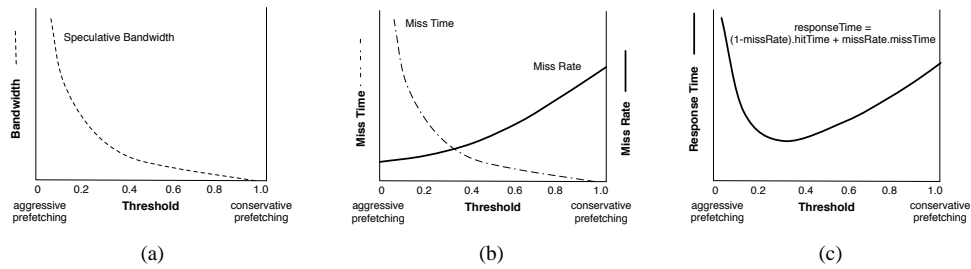 Bandwidth
Speculative Bandwidth
0 0.2 0.4 0.6 0.8 1.0
aggressive
prefetching
Threshold
conservative
prefetching
(a)
Miss Time
Miss Time
Miss Rate
Miss Rate
0 0.2 0.4 0.6 0.8 1.0
aggressive
prefetching
Threshold
conservative
prefetching
(b)
Response Time
responseTime =
(1-missRate).hitTime + missRate.missTime
0 0.2 0.4 0.6 0.8 1.0
aggressive
prefetching
Threshold
conservative
prefetching
(c)